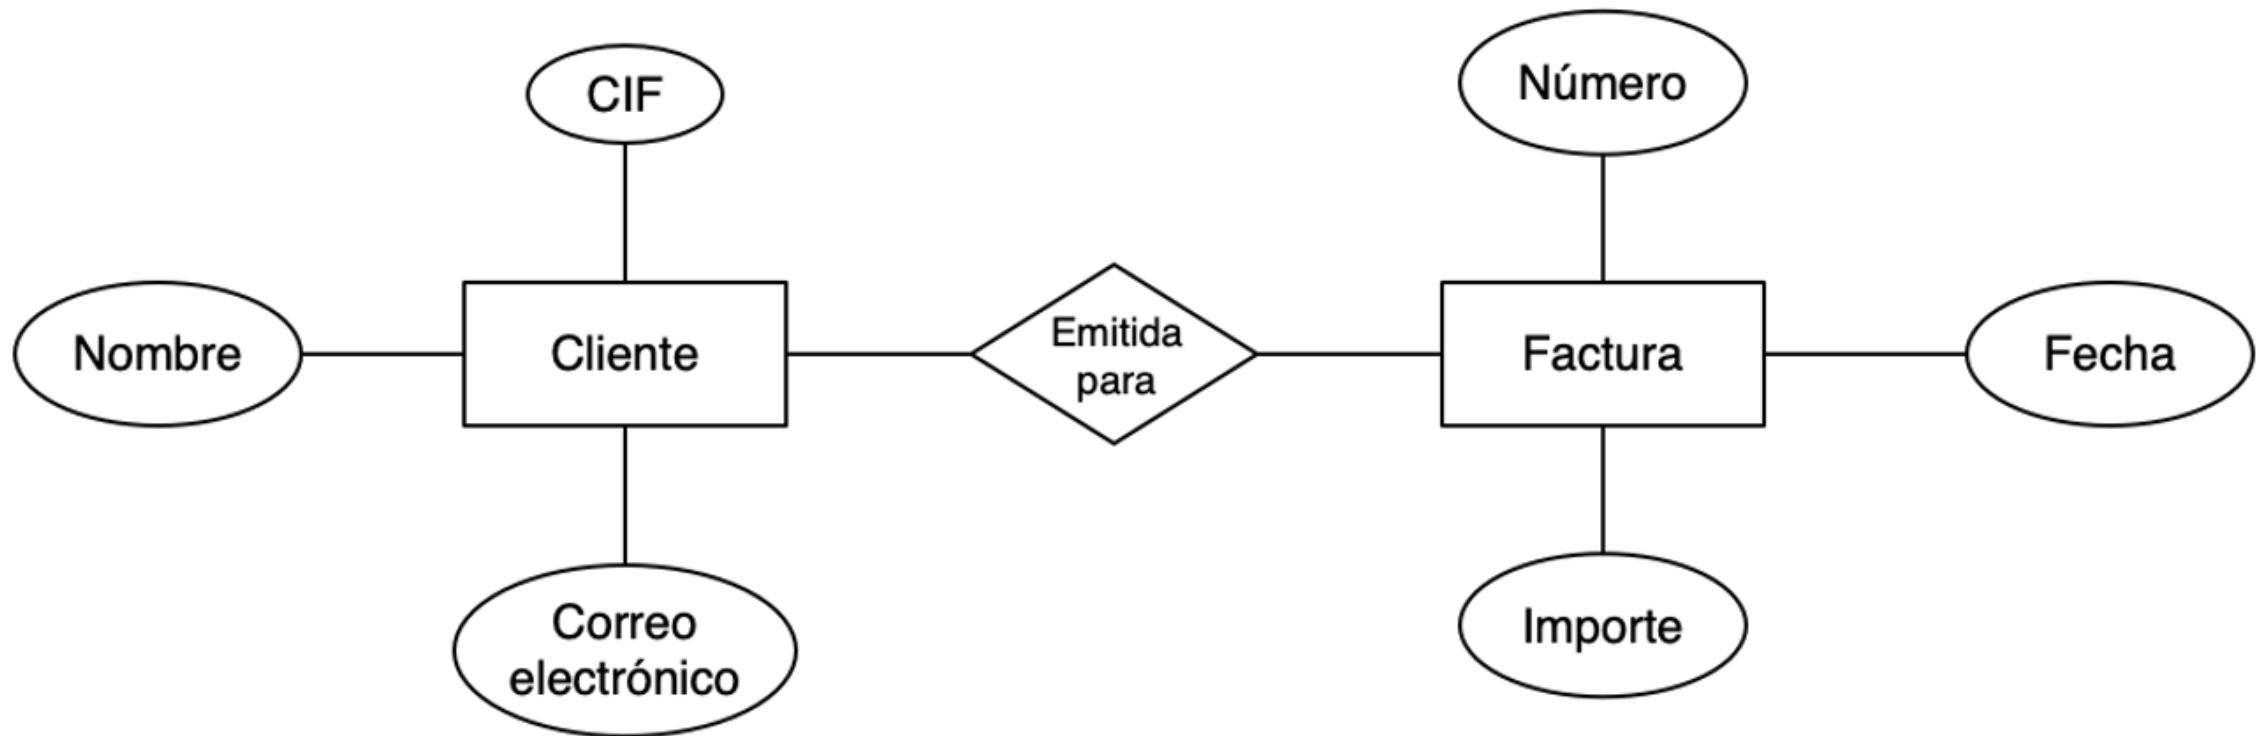 CIF
Número
Nombre
Cliente
Emitida
para
Factura
Fecha
Correo
electrónico
Importe